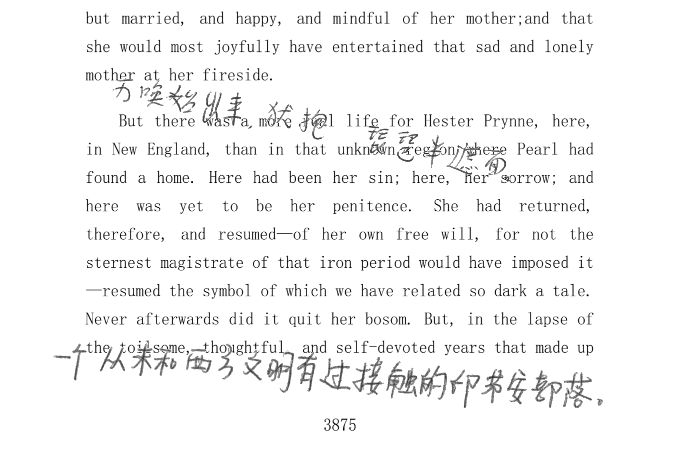 but married, and happy, and mindful of her mother;and that
she would most joyfully have entertained that sad and lonely
mother at her fireside.
But there was a more real life for Hester Prynne, here,
in New England, than in that unknown region where Pearl had
found a home. Here had been her sin; here, her sorrow; and
here was yet to be her penitence. She had returned,
therefore, and resumed—of her own free will, for not the
sternest magistrate of that iron period would have imposed it
—resumed the symbol of which we have related so dark a tale.
Never afterwards did it quit her bosom. But, in the lapse of
the toilsome, thoughtful, and self-devoted years that made up
一个从未和西方文明有过接触的印第安部落。
3875